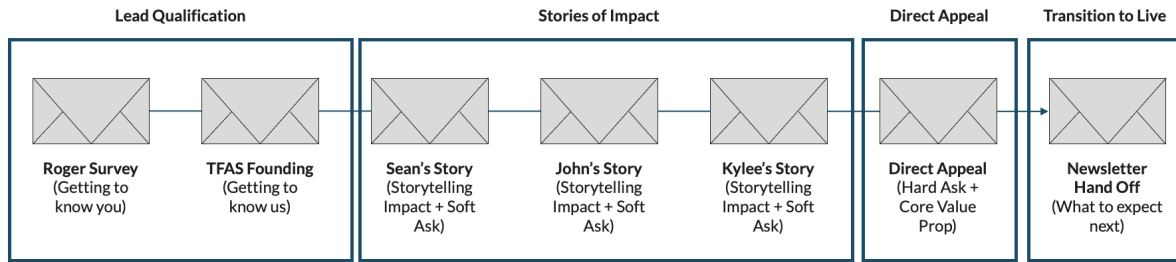 Lead Qualification
Stories of Impact
Direct Appeal
Transition to Live
Roger Survey
(Getting to
know you)
TFAS Founding
(Getting to
know us)
Sean's Story
(Storytelling
Impact + Soft
Ask)
John's Story
(Storytelling
Impact + Soft
Ask)
Kylee's Story
(Storytelling
Impact + Soft
Ask)
Direct Appeal
(Hard Ask +
Core Value
Prop)
Newsletter
Hand Off
(What to expect
next)